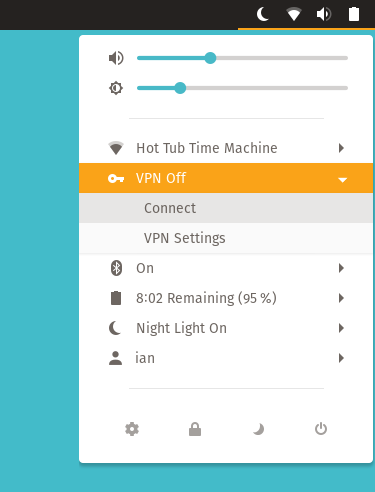 Hot Tub Time Machine
VPN Off
Connect
VPN Settings
On
8:02 Remaining (95 %)
Night Light On
ian